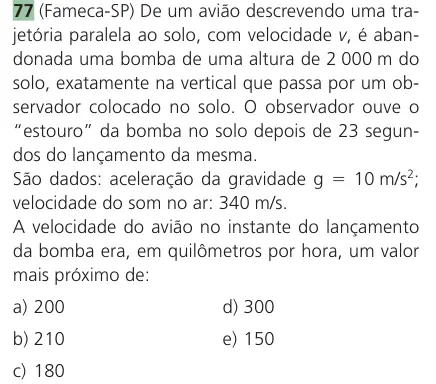 77 (Fameca-SP) De um avião descrevendo uma tra-
jetória paralela ao solo, com velocidade v, é aban-
donada uma bomba de uma altura de 2 000 m do
solo, exatamente na vertical que passa por um ob-
servador colocado no solo. O observador ouve o
“estouro” da bomba no solo depois de 23 segun-
dos do lançamento da mesma.
São dados: aceleração da gravidade g = 10 m/s²;
velocidade do som no ar: 340 m/s.
A velocidade do avião no instante do lançamento
da bomba era, em quilômetros por hora, um valor
mais próximo de:
a) 200 d) 300
b) 210 e) 150
c) 180